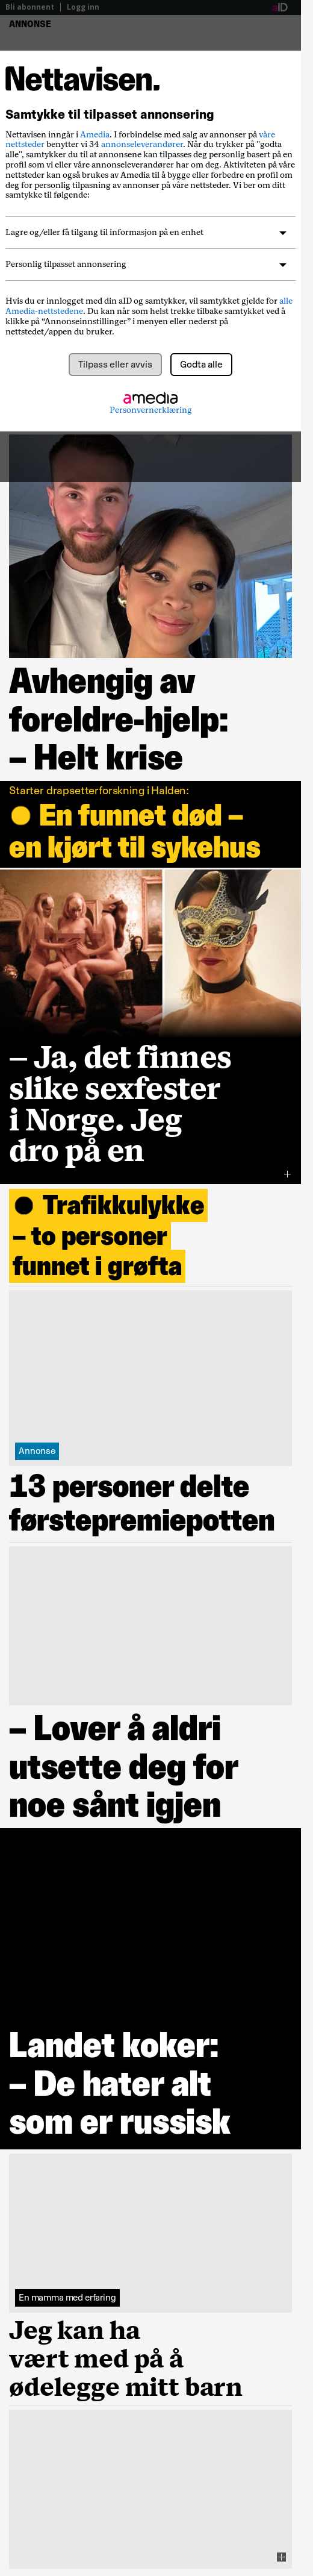 Bli abonnent | Logg inn
aID
ANNONSE
Nettavisen.
Samtykke til tilpasset annonsering
Nettavisen inngår i Amedia. I forbindelse med salg av annonser på våre
nettsteder benytter vi 34 annonseleverandører. Når du trykker på "godta
alle", samtykker du til at annonsene kan tilpasses deg personlig basert på en
profil som vi eller våre annonseleverandører har om deg. Aktiviteten på våre
nettsteder kan også brukes av Amedia til å bygge eller forbedre en profil om
deg for personlig tilpasning av annonser på våre nettsteder. Vi ber om ditt
samtykke til følgende:
Lagre og/eller få tilgang til informasjon på en enhet
Personlig tilpasset annonsering
Hvis du er innlogget med din aID og samtykker, vil samtykket gjelde for alle
Amedia-nettstedene. Du kan når som helst trekke tilbake samtykket ved å
klikke på “Annonseinnstillinger” i menyen eller nederst på
nettstedet/appen du bruker.
Tilpass eller avvis Godta alle
amedia
Personvernerklæring
Avhengig av
foreldre-hjelp:
– Helt krise
Starter drapsetterforskning i Halden:
En funnet død –
en kjørt til sykehus
– Ja, det finnes
slike sexfester
i Norge. Jeg
dro på en
Trafikkulykke
– to personer
funnet i grøfta
Annonse
13 personer delte
førstepremiepotten
– Lover å aldri
utsette deg for
noe sånt igjen
Landet koker:
– De hater alt
som er russisk
En mamma med erfaring
Jeg kan ha
vært med på å
ødelegge mitt barn